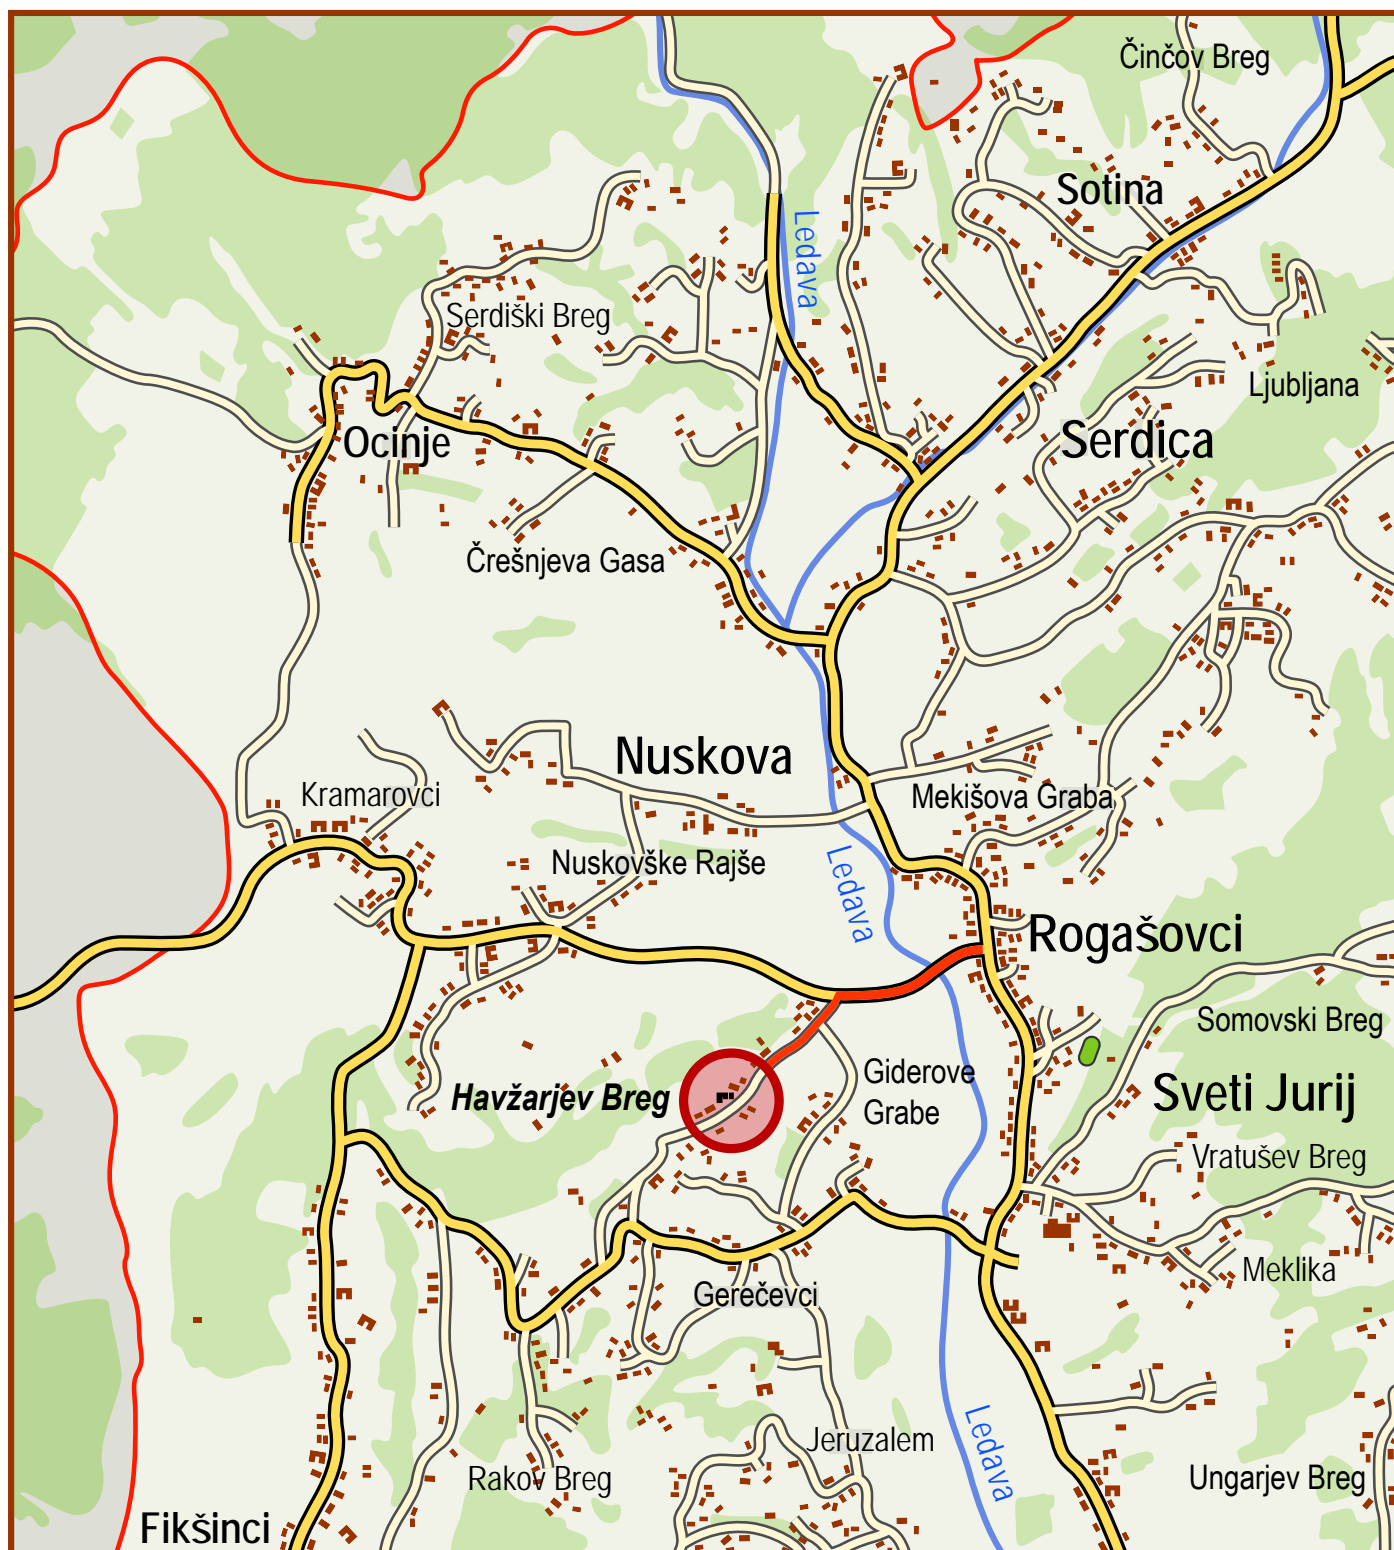 Činčov Breg
Sotina
Ledava
Serdiški Breg
Ljubljana
Ocinje
Serdica
Črešnjeva Gasa
Nuskova
Kramarovci
Mekišova Graba
Nuskovške Rajše
Ledava
Rogašovci
Somovski Breg
Giderove
Grabe
Havžarjev Breg
Sveti Jurij
Vratušev Breg
Meklika
Gerečevci
Jeruzalem
Ledava
Rakov Breg
Ungarjev Breg
Fikšinci